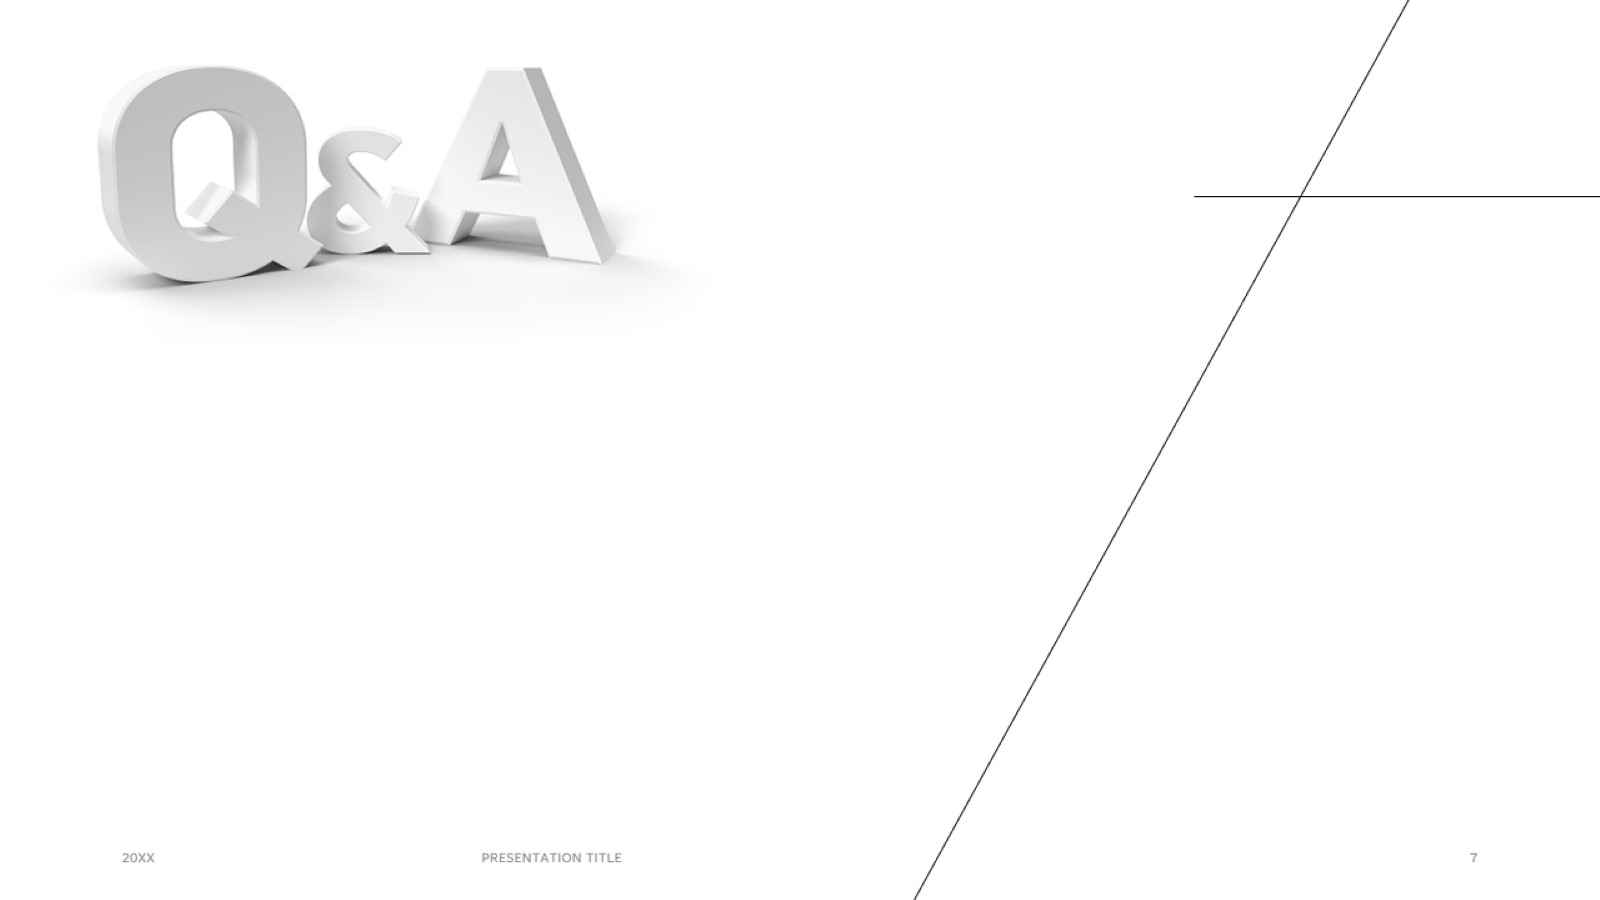 Q&A
20XX
PRESENTATION TITLE
7